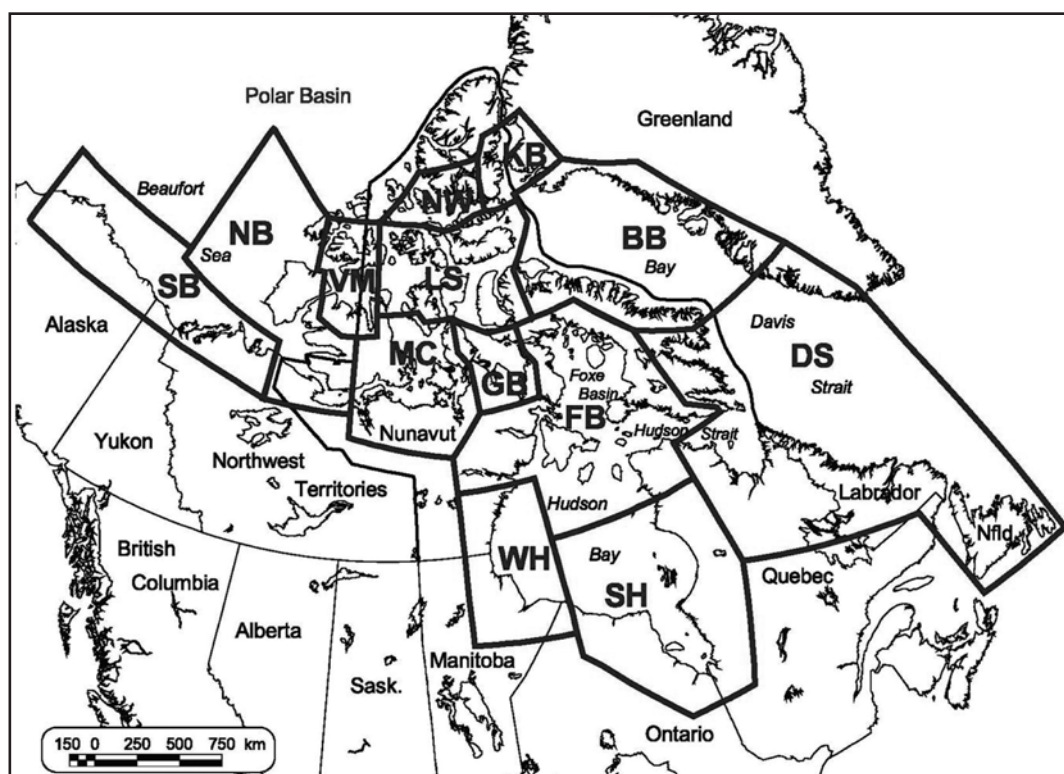 Polar Basin
Greenland
KB
Beaufort
NW
NB
BB
Sea
Bay
VM
LS
SB
Alaska
Davis
MC
DS
GB
Foxe
Basin
Strait
FB
Nunavut
Hudson
Strait
Yukon
Northwest
Territories
Hudson
Labrador
Nfld
British
Columbia
WH
Bay
SH
Quebec
Alberta
Manitoba
Sask.
Ontario
150 0 250 500 750 km